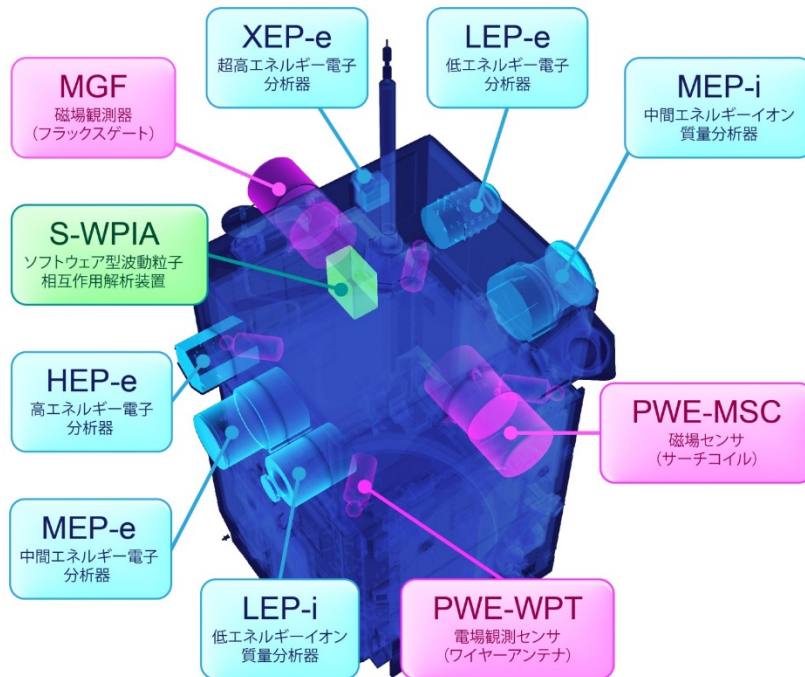 XEP-e
超高エネルギー電子
分析器
LEP-e
低エネルギー電子
分析器
MGF
磁場観測器
(フラックスゲート)
MEP-i
中間エネルギーイオン
質量分析器
S-WPIA
ソフトウェア型波動粒子
相互作用解析装置
HEP-e
高エネルギー電子
分析器
PWE-MSC
磁場センサ
(サーチコイル)
MEP-e
中間エネルギー電子
分析器
LEP-i
低エネルギーイオン
質量分析器
PWE-WPT
電場観測センサ
(ワイヤーアンテナ)